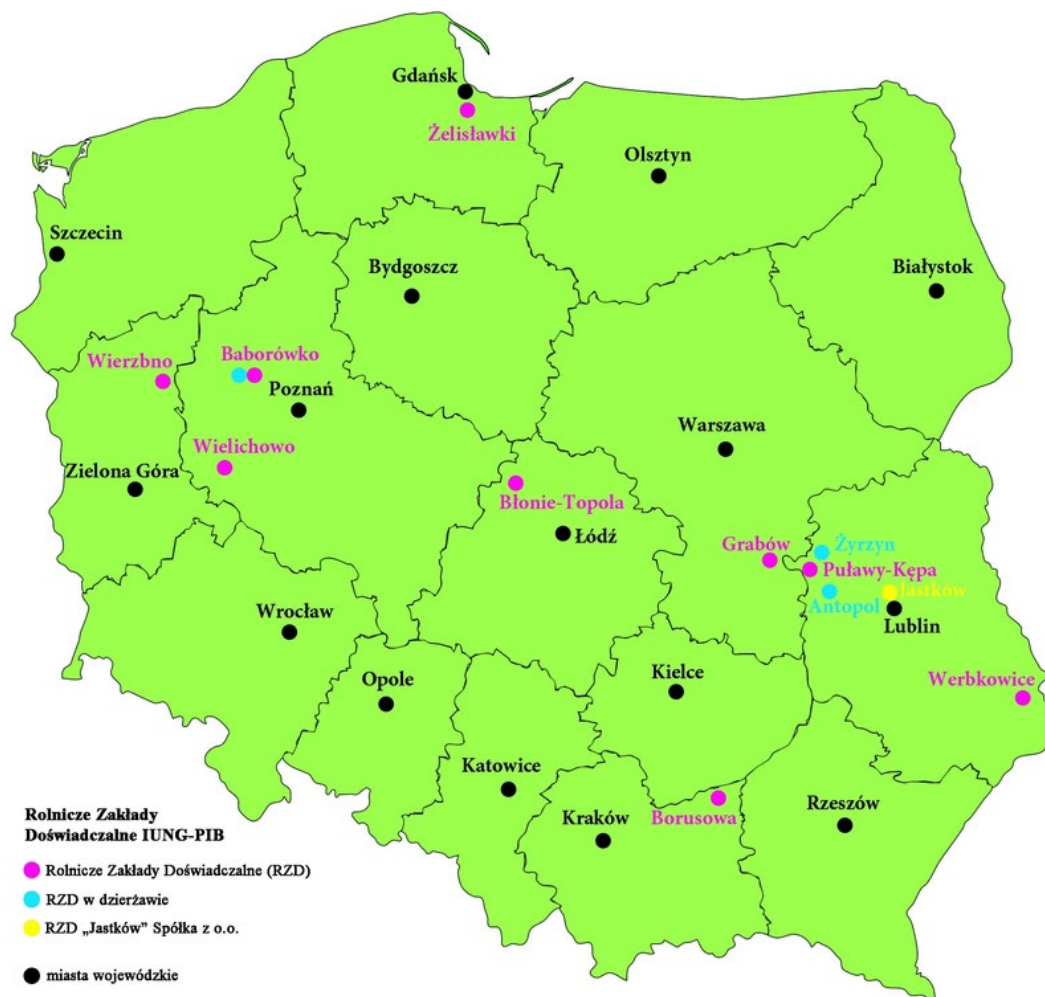 Gdańsk
Żelisławki
Olsztyn
Szczecin
Bydgoszcz
Białystok
Wierzbno
Baborówko
Poznań
Warszawa
Wielichowo
Zielona Góra
Błonie-Topola
Łódź
Grabów
Żyrzyn
Puławy-Kępa
Antopol
Jastków
Lublin
Wrocław
Opole
Kielce
Werbkowice
Katowice
Kraków
Borusowa
Rzeszów
Rolnicze Zakłady
Doświadczalne IUNG-PIB
Rolnicze Zakłady Doświadczalne (RZD)
RZD w dzierżawie
RZD „Jastków” Spółka z o.o.
miasta wojewódzkie